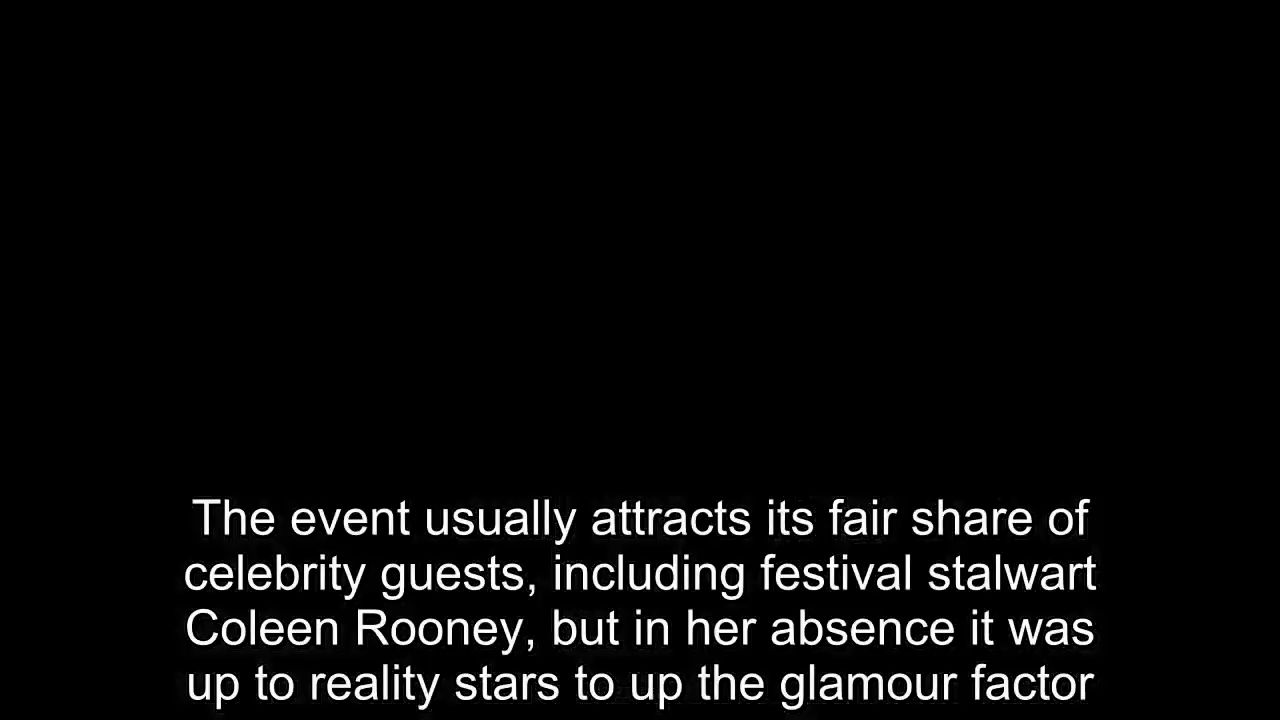 The event usually attracts its fair share of
celebrity guests, including festival stalwart
Coleen Rooney, but in her absence it was
up to reality stars to up the glamour factor